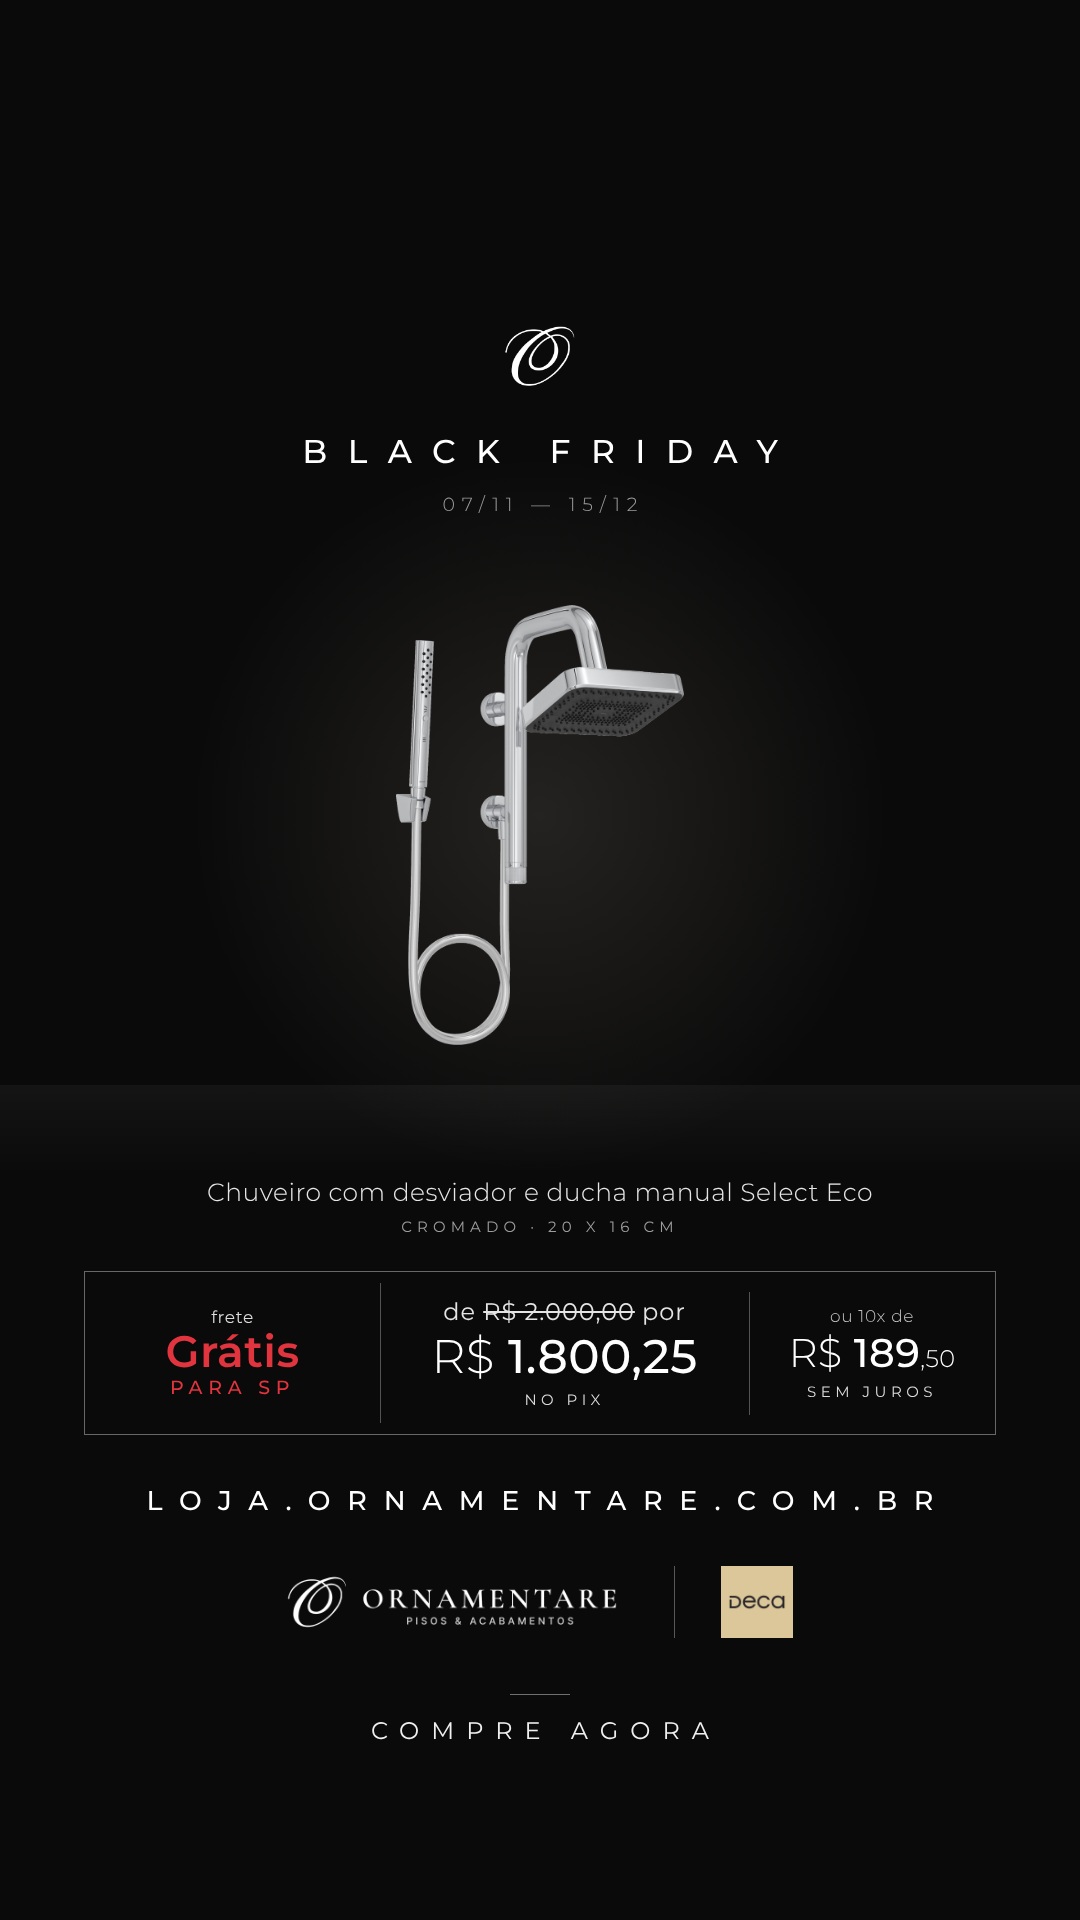 O
BLACK FRIDAY
07/11 — 15/12
Chuveiro com desviador e ducha manual Select Eco
CROMADO · 20 X 16 CM
frete
Grátis
PARA SP
de R$ 2.000,00 por
R$ 1.800,25
NO PIX
ou 10x de
R$ 189,50
SEM JUROS
LOJA.ORNAMENTARE.COM.BR
O ORNAMENTARE
PISOS & ACABAMENTOS
Deca
COMPRE AGORA